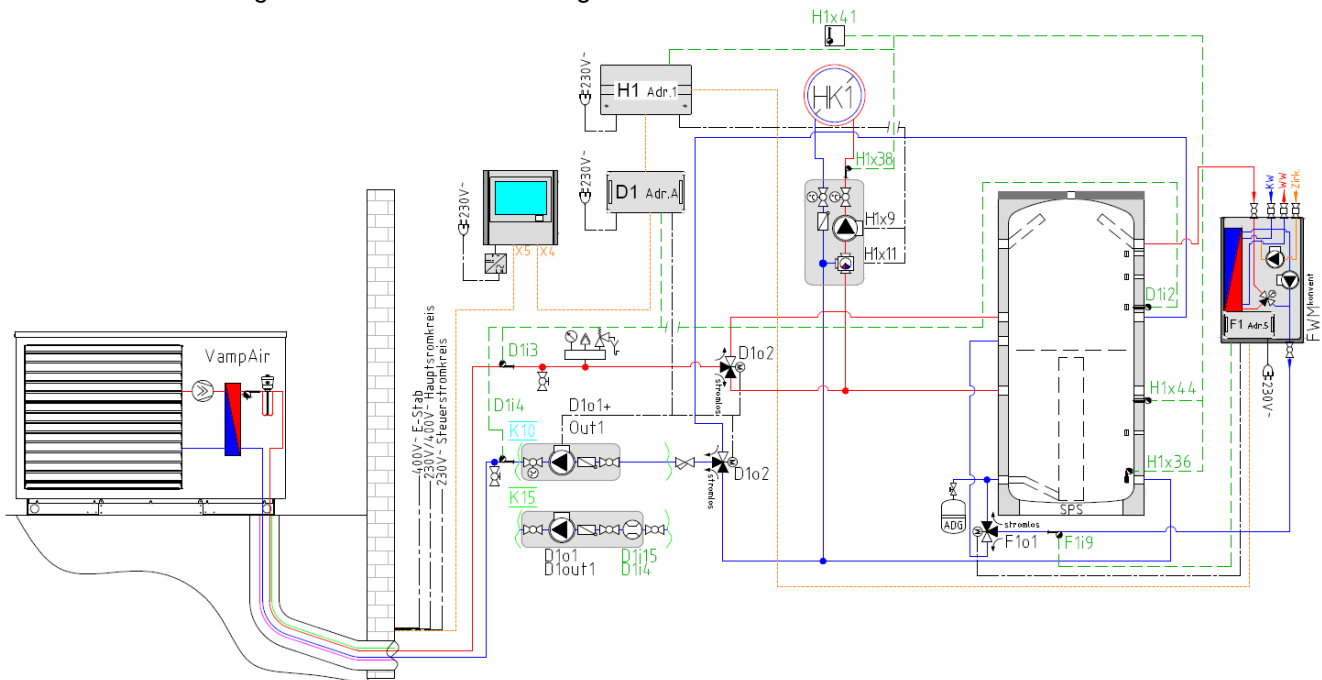 H1x41
230V~
H1 Adr.1
HK1
H1x38
230V~
D1 Adr.A
230V~
X5 X4
H1x9
H1x11
KW
WW
Zirk.
D1i2
F1 Adr.5
FWMkonvent
230V~
VampAir
400V~ E-Stab
230V/400V~ Hauptsromkreis
230V~ Steuerstromkreis
D1i3
D1o2
stromlos
H1x44
D1i4
D1o1+
Out1
K10
D1o2
stromlos
H1x36
K15
SPS
ADG
stromlos
F1o1
F1i9
D1o1
D1out1
D1i15
D1i4